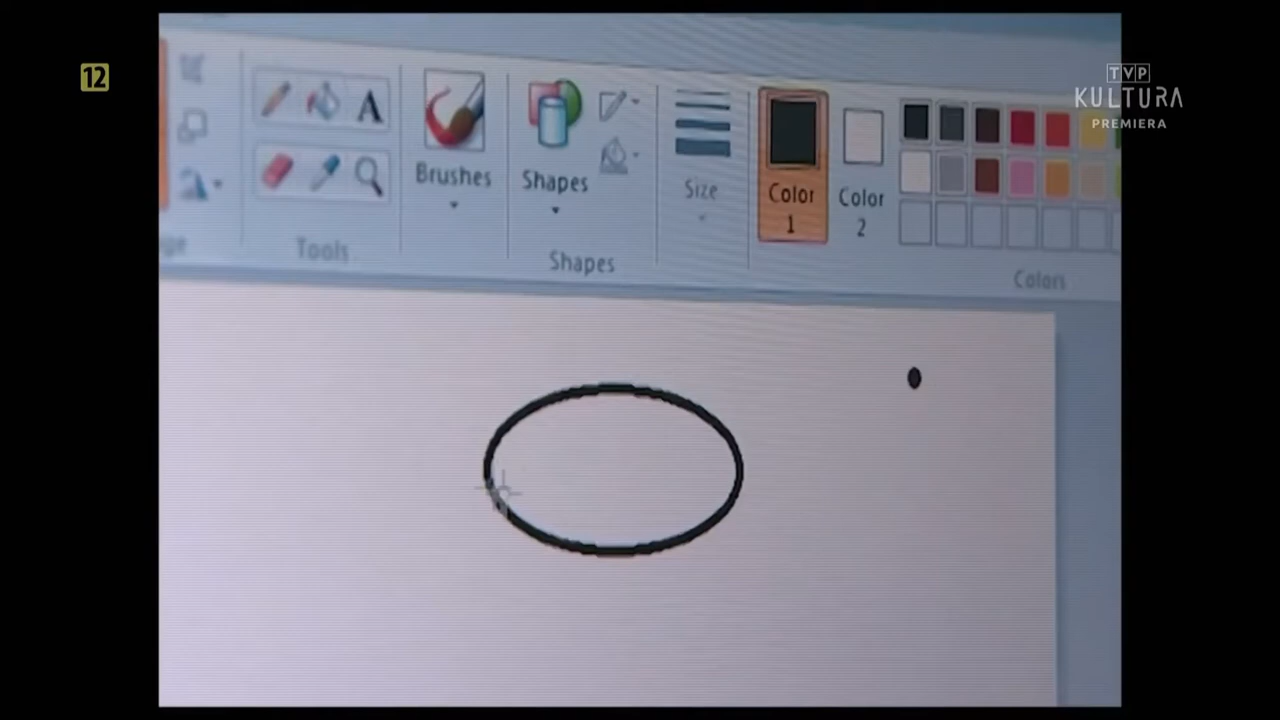 12
TVP
KULTURA
PREMIERA
A
Brushes
Shapes
Size
Color
1
Color
2
Tools
Shapes
Colors